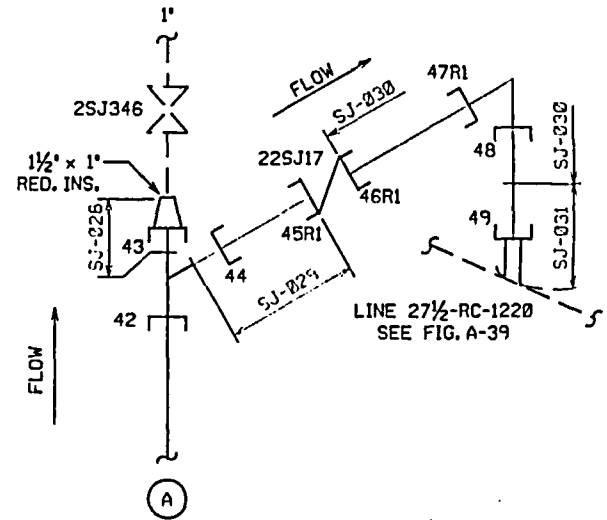 1"
2SJ346
1½" x 1"
RED. INS.
SJ-028
43
42
FLOW
A
44
SJ-029
45R1
22SJ17
FLOW
SJ-030
46R1
47R1
48
SJ-030
49
SJ-031
LINE 27½-RC-1220
SEE FIG. A-39